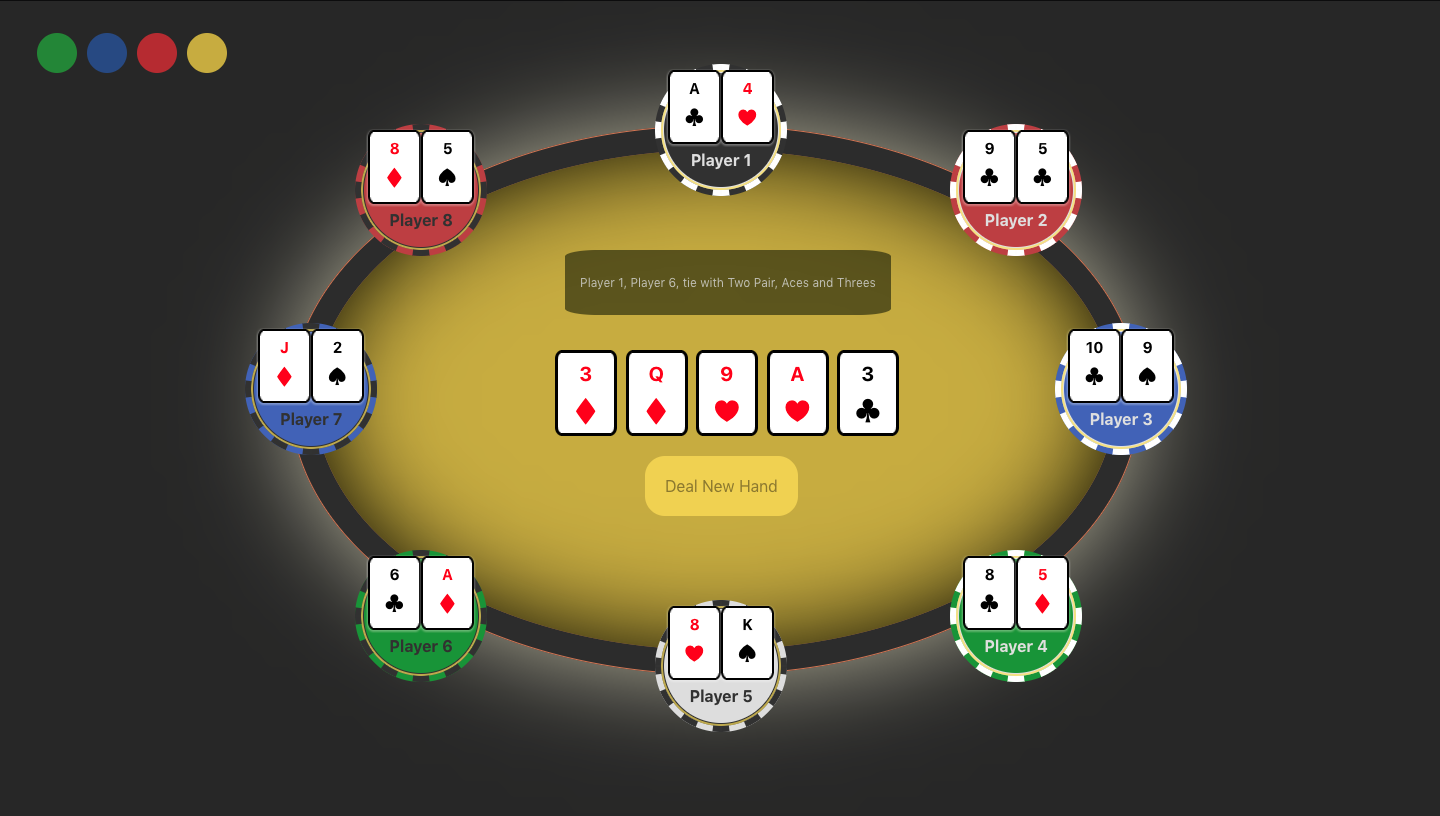 A 4
Player 1
8 5
Player 8
9 5
Player 2
Player 1, Player 6, tie with Two Pair, Aces and Threes
J 2
Player 7
10 9
Player 3
3 Q 9 A 3
Deal New Hand
6 A
Player 6
8 5
Player 4
8 K
Player 5